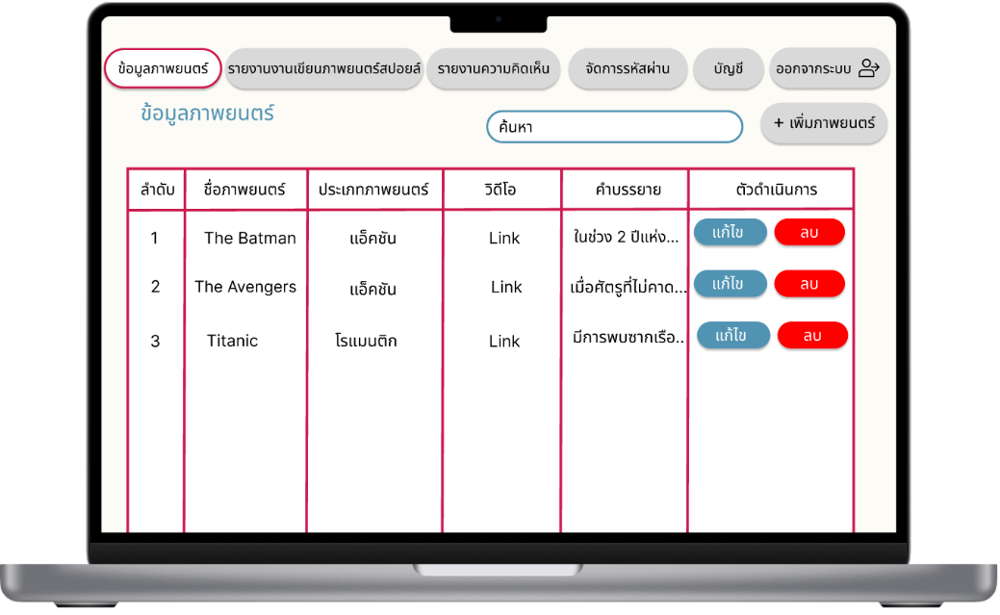 ข้อมูลภาพยนตร์ รายงานงานเขียนภาพยนตร์สปอยล์ รายงานความคิดเห็น จัดการรหัสผ่าน บัญชี ออกจากระบบ
ข้อมูลภาพยนตร์
ค้นหา
+ เพิ่มภาพยนตร์
ลำดับ ชื่อภาพยนตร์ ประเภทภาพยนตร์ วิดีโอ คำบรรยาย ตัวดำเนินการ
1 The Batman แอ็คชัน Link ในช่วง 2 ปีแห่ง... แก้ไข ลบ
2 The Avengers แอ็คชัน Link เมื่อศัตรูที่ไม่คาด... แก้ไข ลบ
3 Titanic โรแมนติก Link มีการพบซากเรือ.. แก้ไข ลบ